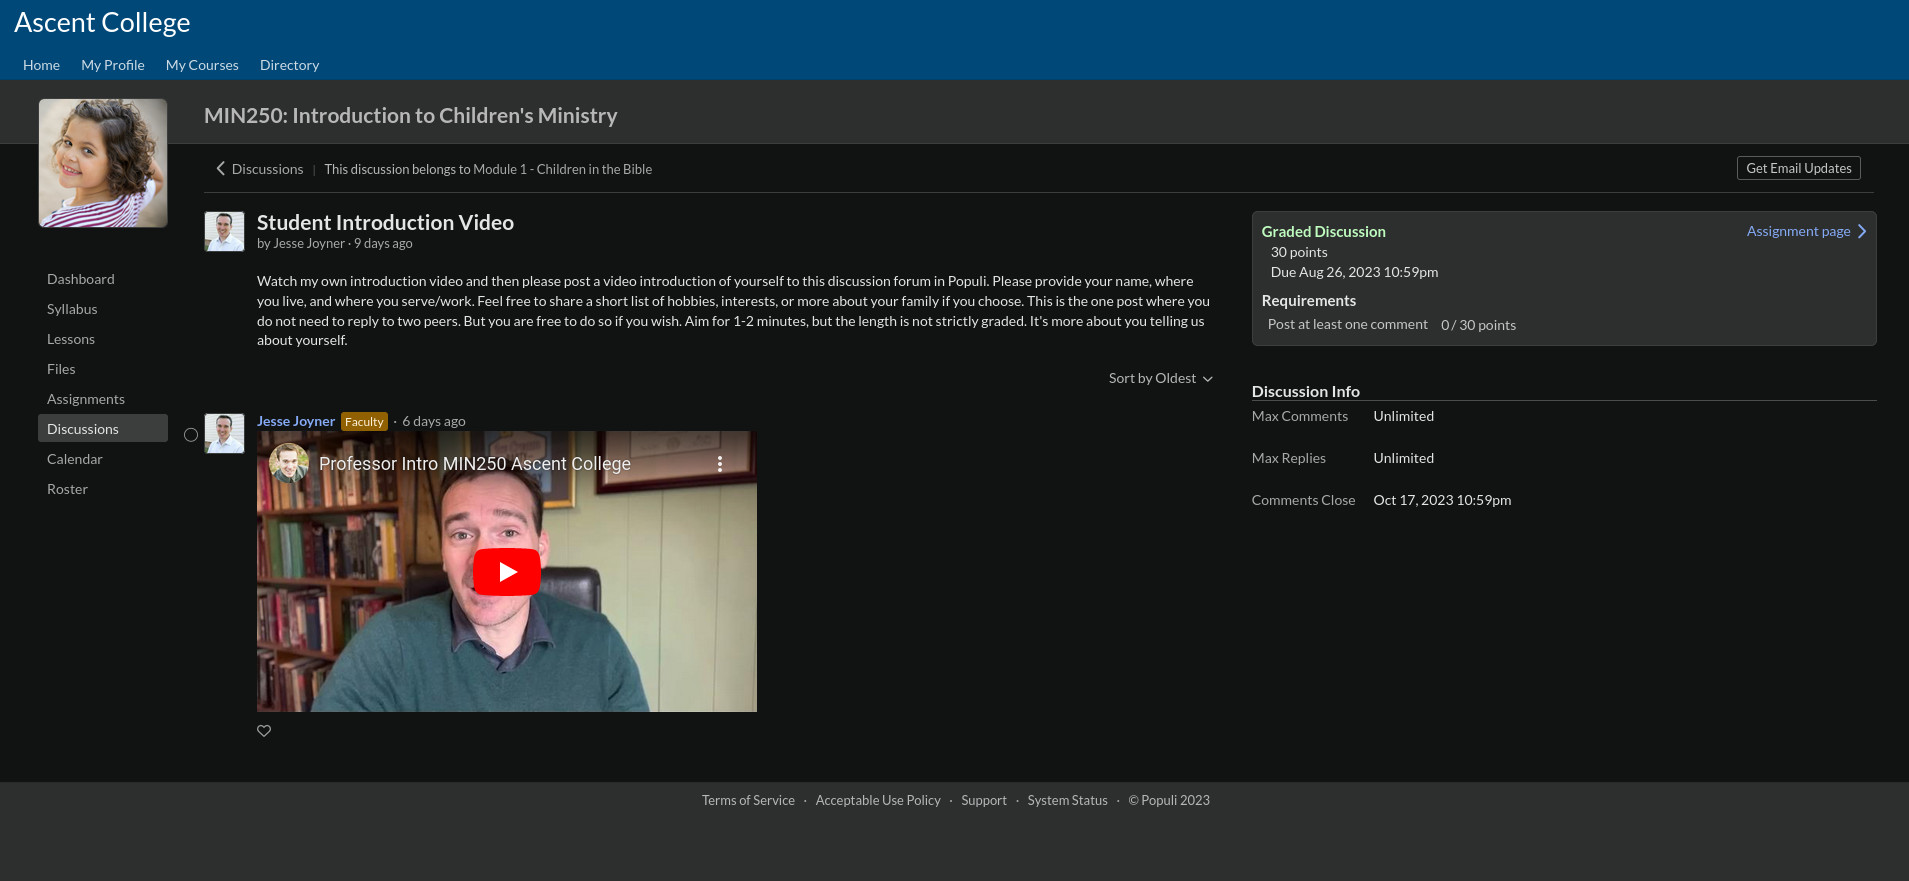 Ascent College
Home My Profile My Courses Directory
MIN250: Introduction to Children's Ministry
Discussions | This discussion belongs to Module 1 - Children in the Bible
Get Email Updates
Student Introduction Video
by Jesse Joyner · 9 days ago
Watch my own introduction video and then please post a video introduction of yourself to this discussion forum in Populi. Please provide your name, where
you live, and where you serve/work. Feel free to share a short list of hobbies, interests, or more about your family if you choose. This is the one post where you
do not need to reply to two peers. But you are free to do so if you wish. Aim for 1-2 minutes, but the length is not strictly graded. It's more about you telling us
about yourself.
Graded Discussion
Assignment page
30 points
Due Aug 26, 2023 10:59pm
Requirements
Post at least one comment 0 / 30 points
Dashboard
Syllabus
Lessons
Files
Assignments
Discussions
Calendar
Roster
Sort by Oldest
Jesse Joyner Faculty · 6 days ago
Professor Intro MIN250 Ascent College
Discussion Info
Max Comments Unlimited
Max Replies Unlimited
Comments Close Oct 17, 2023 10:59pm
Terms of Service · Acceptable Use Policy · Support · System Status · © Populi 2023